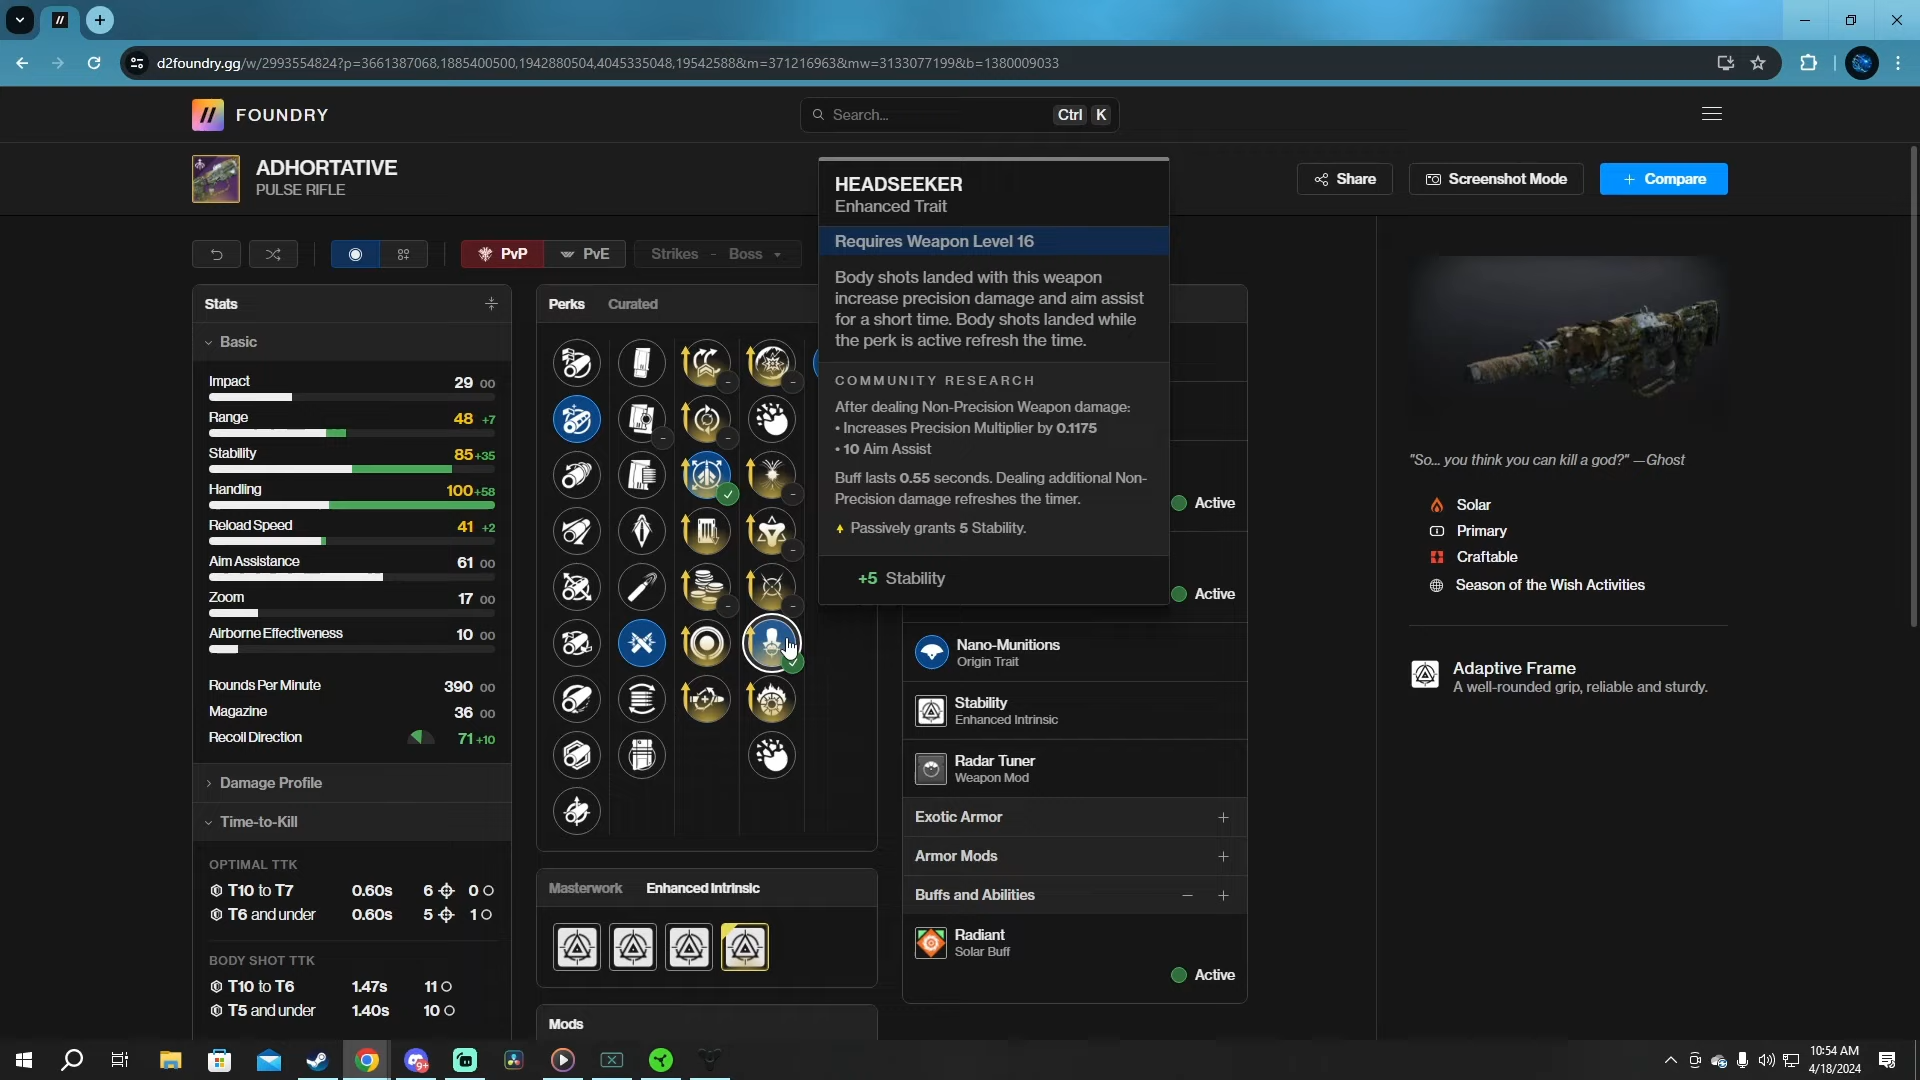 d2foundry.gg/w/2993554824?p=3661387068,1885400500,1942880504,4045335048,195425888&m=371216963&mw=3133077199&b=1380009033
FOUNDRY
Search...
Ctrl K
ADHORTATIVE
PULSE RIFLE
Share
Screenshot Mode
Compare
PvP
PvE
Strikes - Boss
Stats
Basic
Impact 29 00
Range 48 +7
Stability 85 +35
Handling 100 +58
Reload Speed 41 +2
Aim Assistance 61 00
Zoom 17 00
Airborne Effectiveness 10 00
Rounds Per Minute 390 00
Magazine 36 00
Recoil Direction 71 +10
Damage Profile
Time-to-Kill
OPTIMAL TTK
T10 to T7 0.60s 6 0
T6 and under 0.60s 5 1
BODY SHOT TTK
T10 to T6 1.47s 11
T5 and under 1.40s 10
Perks Curated
HEADSEEKER
Enhanced Trait
Requires Weapon Level 16
Body shots landed with this weapon
increase precision damage and aim assist
for a short time. Body shots landed while
the perk is active refresh the time.
COMMUNITY RESEARCH
After dealing Non-Precision Weapon damage:
• Increases Precision Multiplier by 0.1175
• 10 Aim Assist
Buff lasts 0.55 seconds. Dealing additional Non-
Precision damage refreshes the timer.
Passively grants 5 Stability.
+5 Stability
Masterwork Enhanced Intrinsic
Mods
Active
Active
Nano-Munitions
Origin Trait
Stability
Enhanced Intrinsic
Radar Tuner
Weapon Mod
Exotic Armor
Armor Mods
Buffs and Abilities
Radiant
Solar Buff
Active
"So... you think you can kill a god?" —Ghost
Solar
Primary
Craftable
Season of the Wish Activities
Adaptive Frame
A well-rounded grip, reliable and sturdy.
9+
10:54 AM
4/18/2024